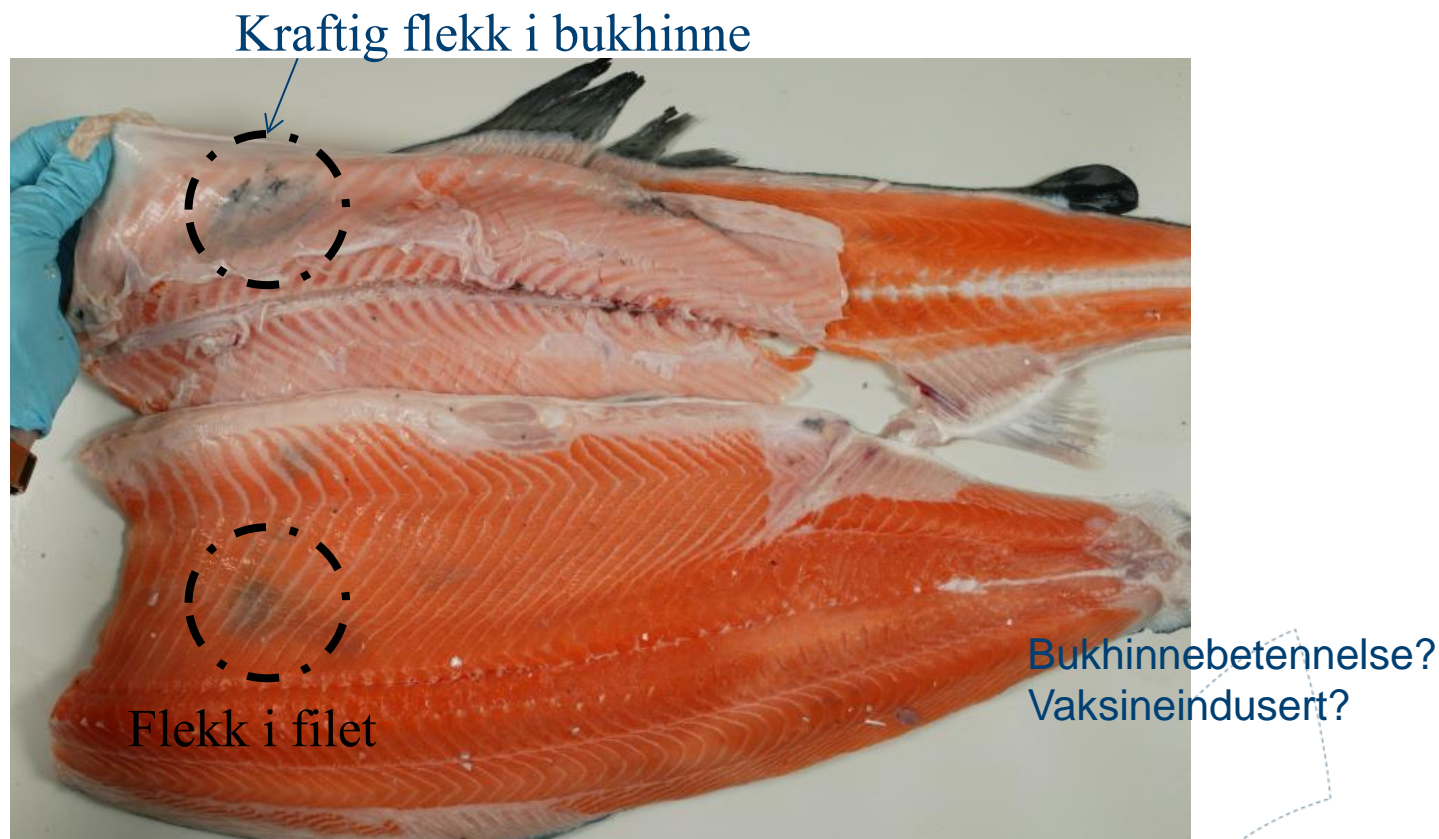 Kraftig flekk i bukhinne
Flekk i filet
Bukhinnebetennelse?
Vaksineindusert?